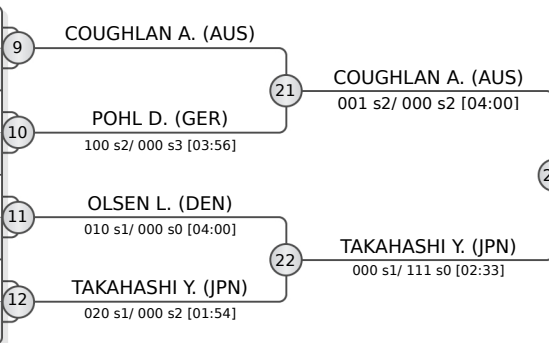 9
COUGHLAN A. (AUS)
21
COUGHLAN A. (AUS)
001 s2/ 000 s2 [04:00]
10
POHL D. (GER)
100 s2/ 000 s3 [03:56]
11
OLSEN L. (DEN)
010 s1/ 000 s0 [04:00]
22
TAKAHASHI Y. (JPN)
000 s1/ 111 s0 [02:33]
12
TAKAHASHI Y. (JPN)
020 s1/ 000 s2 [01:54]